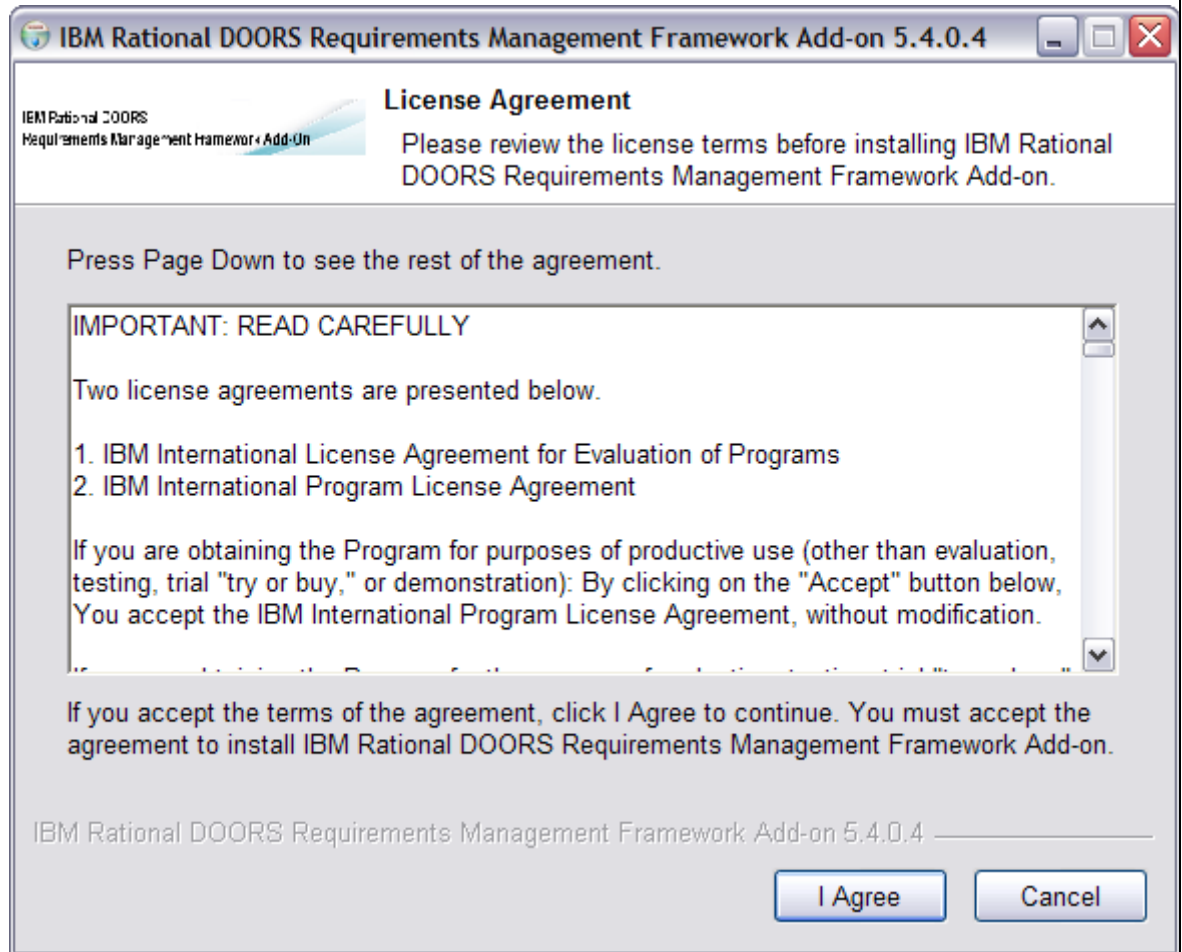 IBM Rational DOORS Requirements Management Framework Add-on 5.4.0.4
IBM Rational DOORS
Requirements Management Framework Add-On
License Agreement
Please review the license terms before installing IBM Rational
DOORS Requirements Management Framework Add-on.
Press Page Down to see the rest of the agreement.
IMPORTANT: READ CAREFULLY
Two license agreements are presented below.
1. IBM International License Agreement for Evaluation of Programs
2. IBM International Program License Agreement
If you are obtaining the Program for purposes of productive use (other than evaluation,
testing, trial "try or buy," or demonstration): By clicking on the "Accept" button below,
You accept the IBM International Program License Agreement, without modification.
If you accept the terms of the agreement, click I Agree to continue. You must accept the
agreement to install IBM Rational DOORS Requirements Management Framework Add-on.
IBM Rational DOORS Requirements Management Framework Add-on 5.4.0.4
I Agree
Cancel